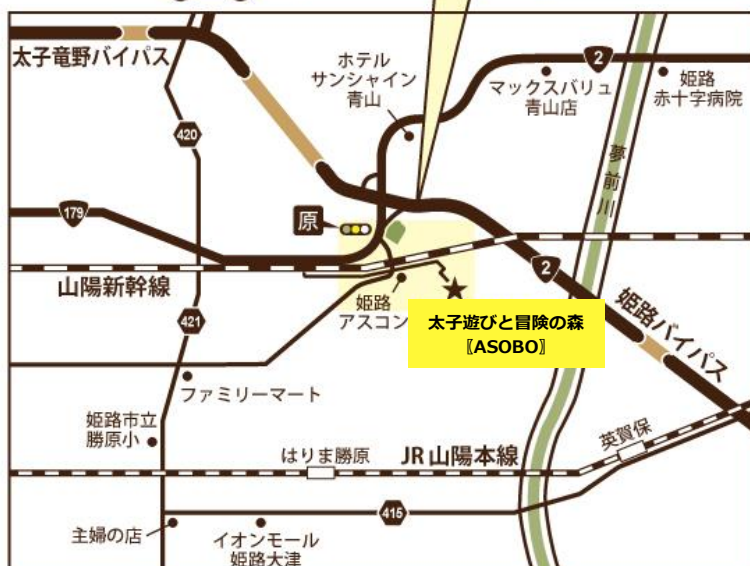 太子竜野バイパス
ホテル
サンシャイン
青山
2
マックスバリュ
青山店
姫路
赤十字病院
420
夢前川
179
原
山陽新幹線
2
姫路
アスコン
太子遊びと冒険の森
〖ASOBO〗
姫路バイパス
421
ファミリーマート
姫路市立
勝原小
はりま勝原
JR山陽本線
英賀保
415
主婦の店
イオンモール
姫路大津